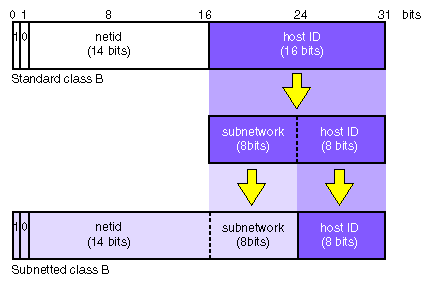 0 1 8 16 24 31 bits
1 0 netid host ID
(14 bits) (16 bits)
Standard class B
subnetwork host ID
(8bits) (8 bits)
1 0 netid subnetwork host ID
(14 bits) (8bits) (8 bits)
Subnetted class B